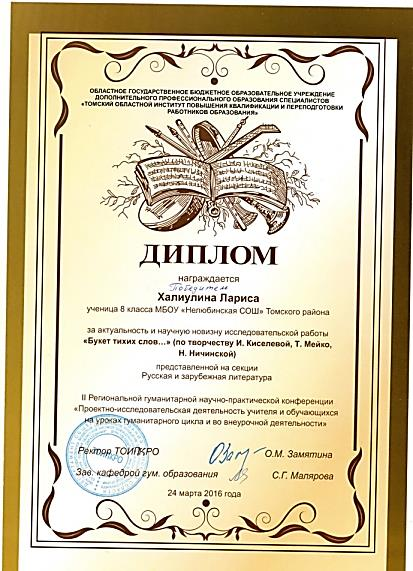 ОБЛАСТНОЕ ГОСУДАРСТВЕННОЕ БЮДЖЕТНОЕ ОБРАЗОВАТЕЛЬНОЕ УЧРЕЖДЕНИЕ
ДОПОЛНИТЕЛЬНОГО ПРОФЕССИОНАЛЬНОГО ОБРАЗОВАНИЯ СПЕЦИАЛИСТОВ
«ТОМСКИЙ ОБЛАСТНОЙ ИНСТИТУТ ПОВЫШЕНИЯ КВАЛИФИКАЦИИ И ПЕРЕПОДГОТОВКИ
РАБОТНИКОВ ОБРАЗОВАНИЯ»
ДИПЛОМ
награждается
победитель
Халиулина Лариса
ученица 8 класса МБОУ «Нелюбинская СОШ» Томского района
за актуальность и научную новизну исследовательской работы
«Букет тихих слов...» (по творчеству И. Киселевой, Т. Мейко,
Н. Ничинской)
представленной на секции
Русская и зарубежная литература
II Региональной гуманитарной научно-практической конференции
«Проектно-исследовательская деятельность учителя и обучающихся
на уроках гуманитарного цикла и во внеурочной деятельности»
Ректор ТОИПКРО О.М. Замятина
Зав. кафедрой гум. образования С.Г. Малярова
24 марта 2016 года